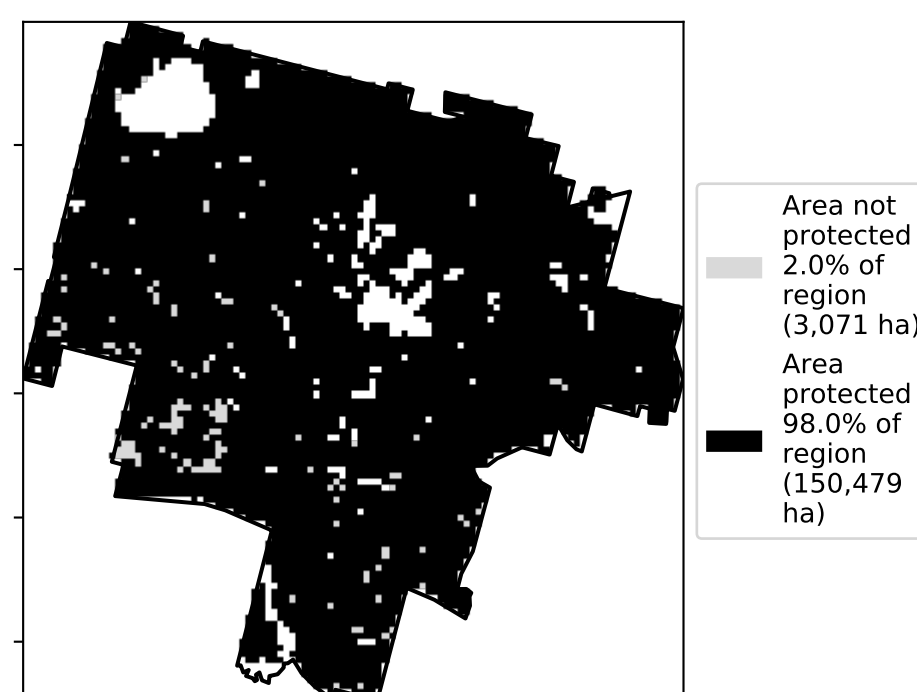 Area not
protected
2.0% of
region
(3,071 ha)
Area
protected
98.0% of
region
(150,479
ha)